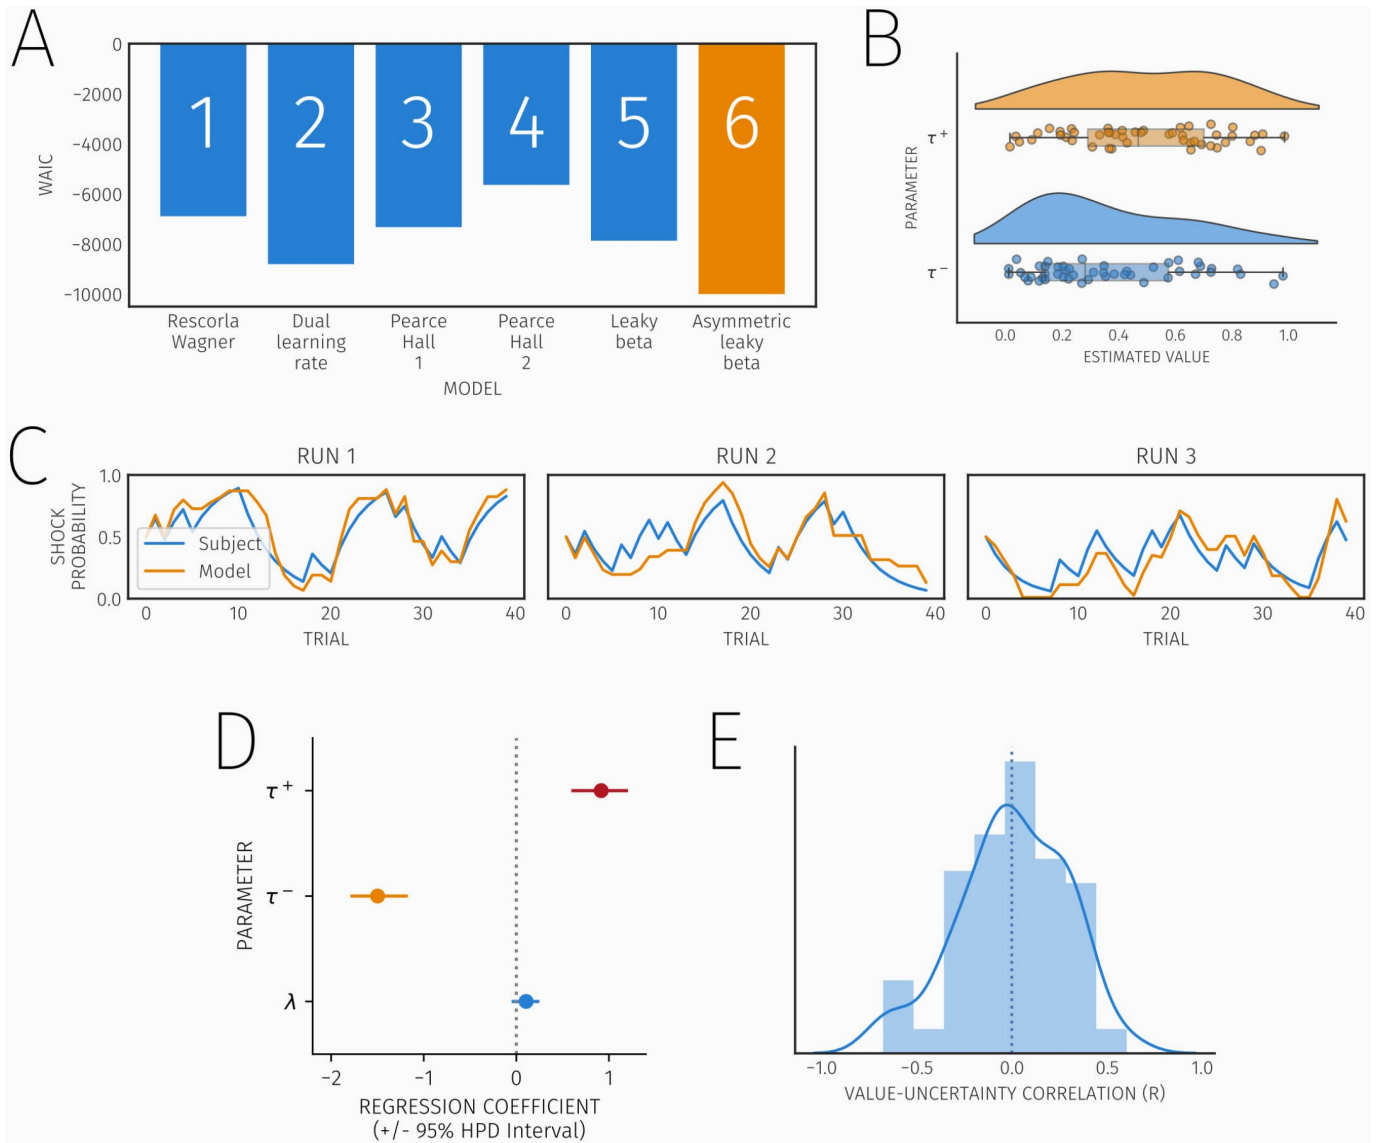 A
0
−2000
−4000
−6000
−8000
−10000
WAIC
1 2 3 4 5 6
Rescorla Wagner
Dual learning rate
Pearce Hall 1
Pearce Hall 2
Leaky beta
Asymmetric leaky beta
MODEL
B
PARAMETER
τ+
τ−
0.0 0.2 0.4 0.6 0.8 1.0
ESTIMATED VALUE
C
RUN 1
RUN 2
RUN 3
SHOCK
PROBABILITY
1.0
0.5
0.0
Subject
Model
0 10 20 30 40
TRIAL
0 10 20 30 40
TRIAL
0 10 20 30 40
TRIAL
D
PARAMETER
τ+
τ−
λ
−2 −1 0 1
REGRESSION COEFFICIENT
(+/- 95% HPD Interval)
E
−1.0 −0.5 0.0 0.5 1.0
VALUE-UNCERTAINTY CORRELATION (R)